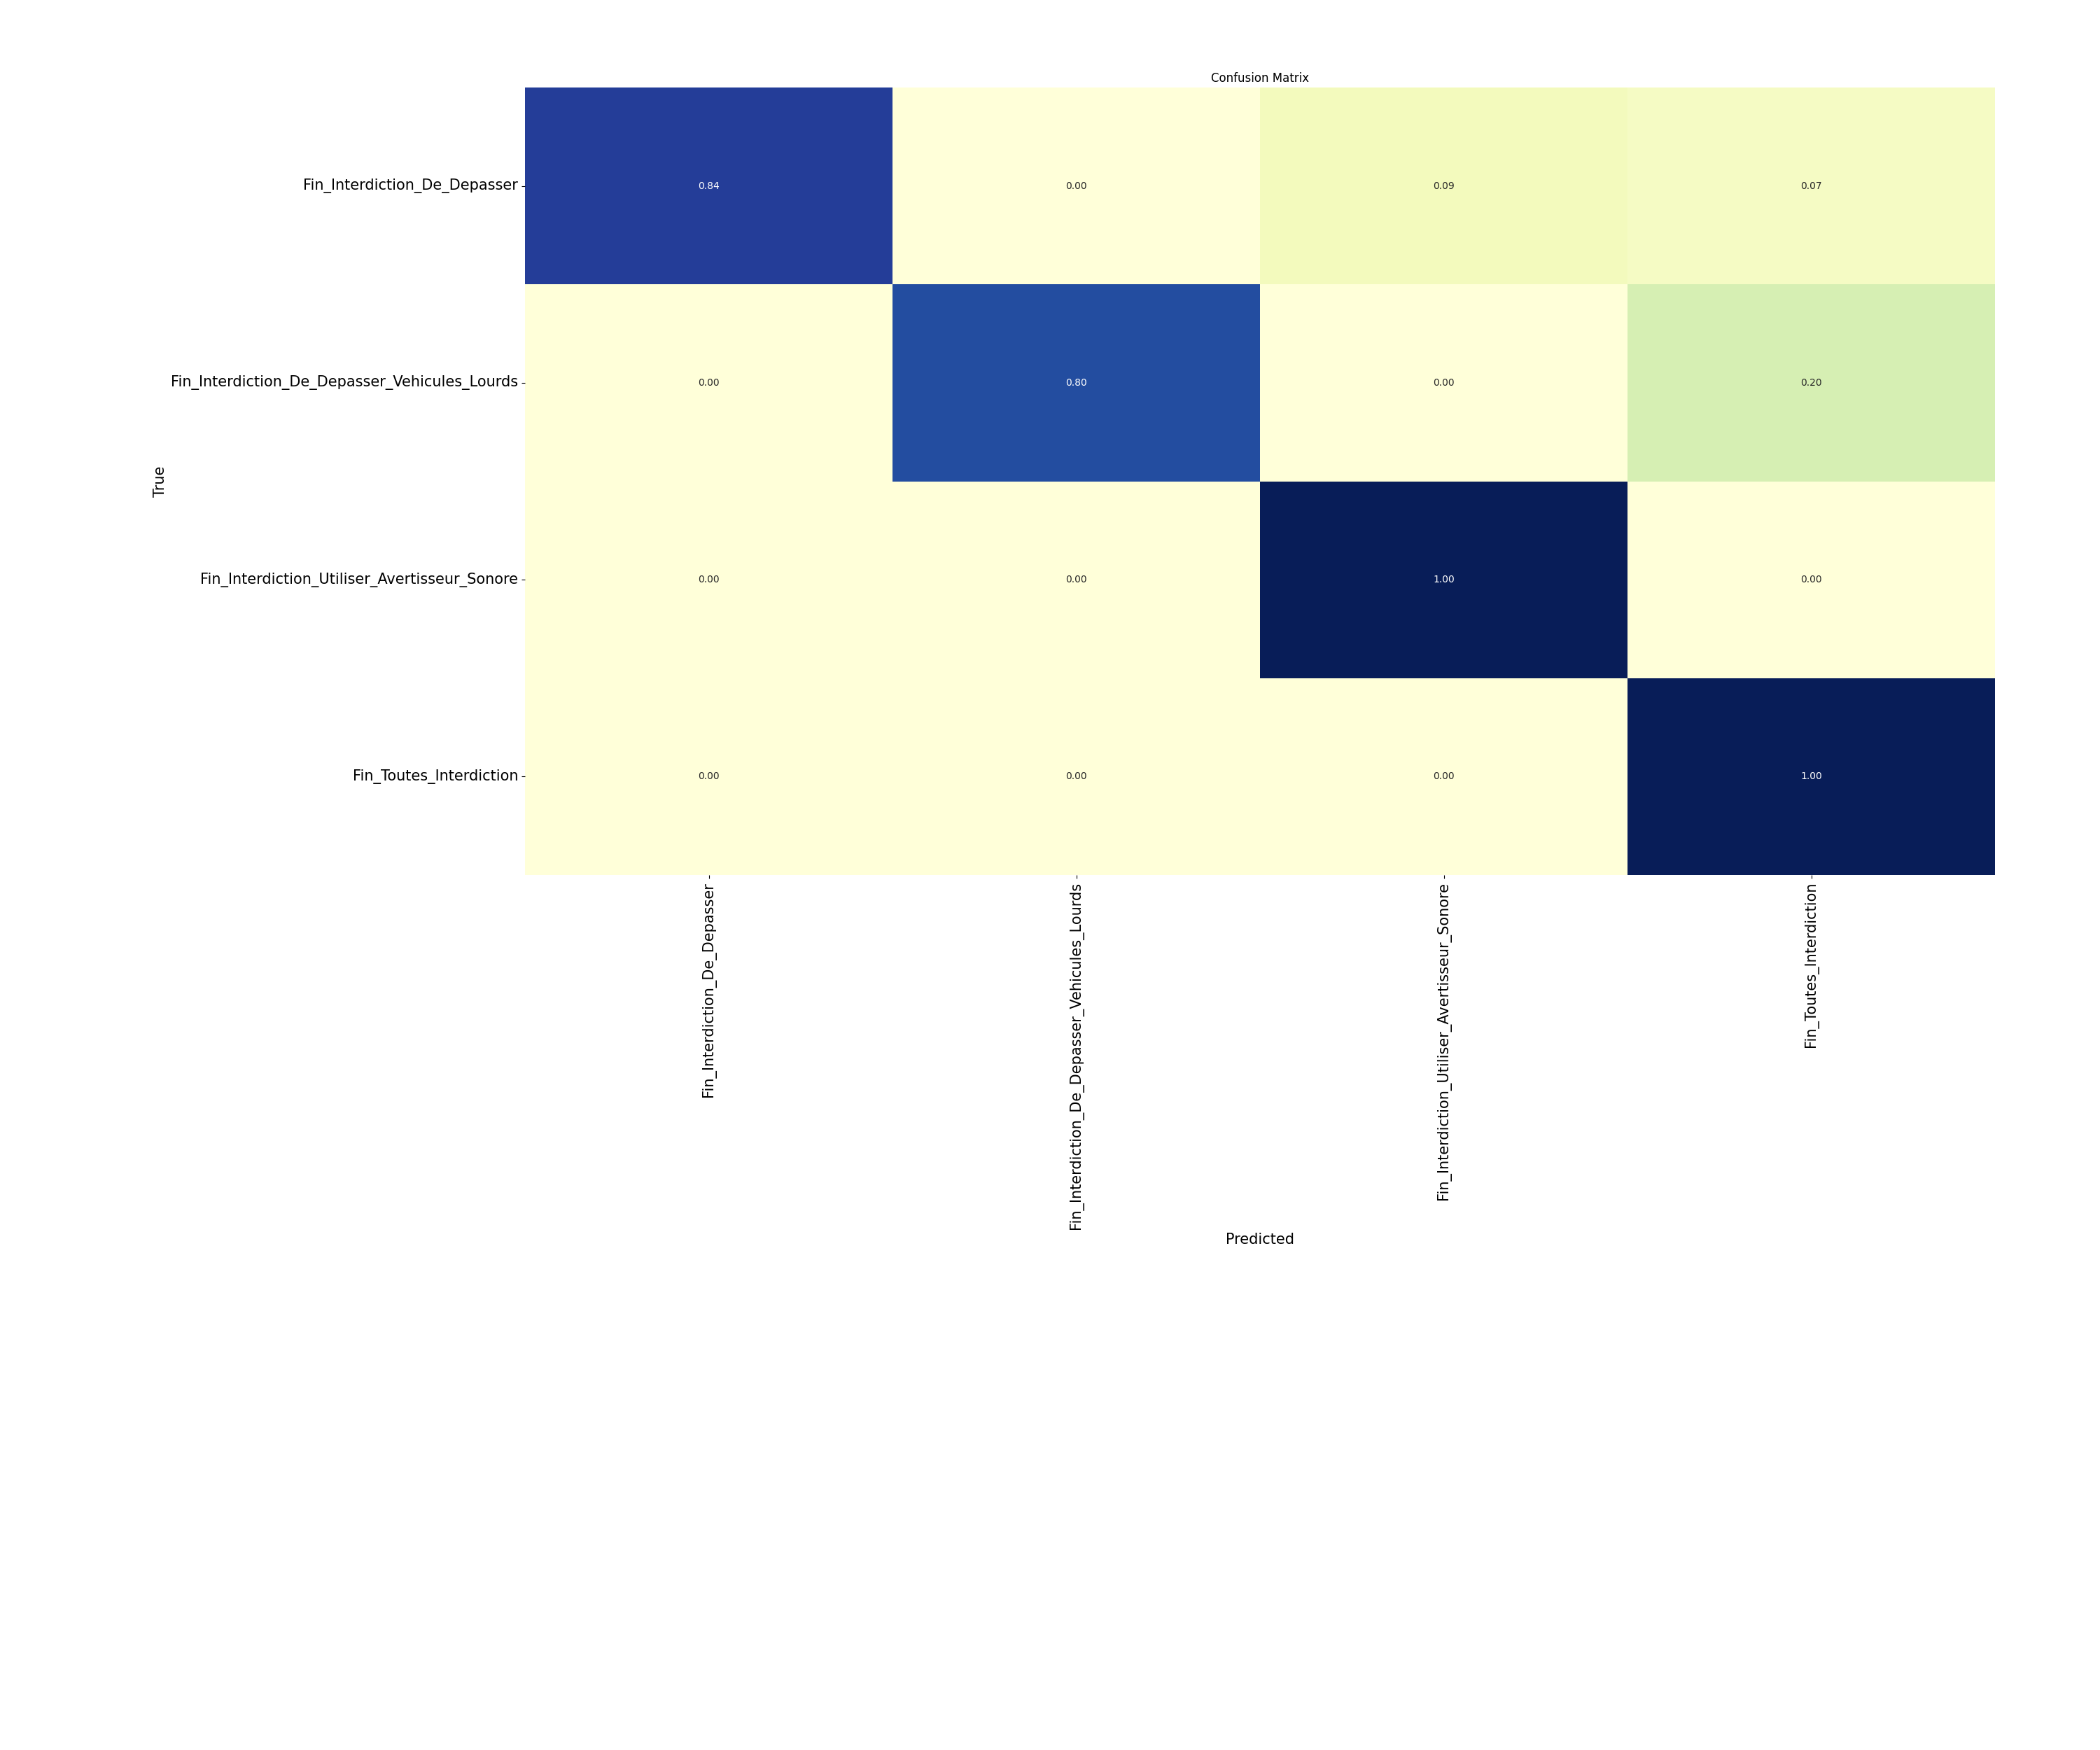 Confusion Matrix
Fin_Interdiction_De_Depasser
0.84 0.00 0.09 0.07
Fin_Interdiction_De_Depasser_Vehicules_Lourds
0.00 0.80 0.00 0.20
True
Fin_Interdiction_Utiliser_Avertisseur_Sonore
0.00 0.00 1.00 0.00
Fin_Toutes_Interdiction
0.00 0.00 0.00 1.00
Fin_Interdiction_De_Depasser
Fin_Interdiction_De_Depasser_Vehicules_Lourds
Fin_Interdiction_Utiliser_Avertisseur_Sonore
Fin_Toutes_Interdiction
Predicted